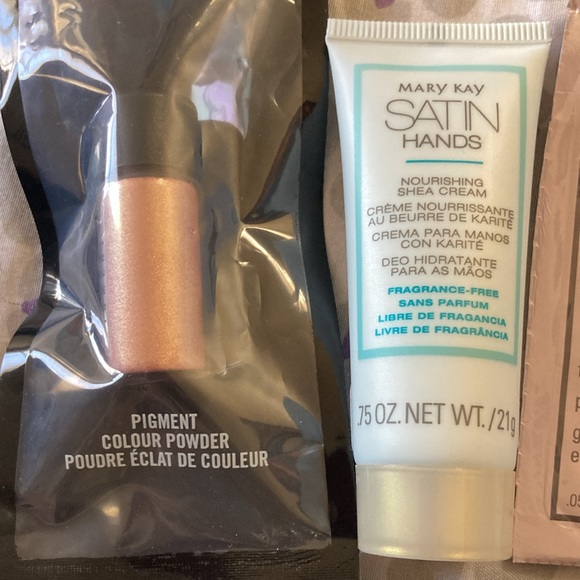 PIGMENT
COLOUR POWDER
POUDRE ÉCLAT DE COULEUR
MARY KAY
SATIN
HANDS
NOURISHING
SHEA CREAM
CRÈME NOURRISSANTE
AU BEURRE DE KARITÉ
CREMA PARA MANOS
CON KARITÉ
DEO HIDRATANTE
PARA AS MÃOS
FRAGRANCE-FREE
SANS PARFUM
LIBRE DE FRAGANCIA
LIVRE DE FRAGRÂNCIA
.75 OZ. NET WT./21g